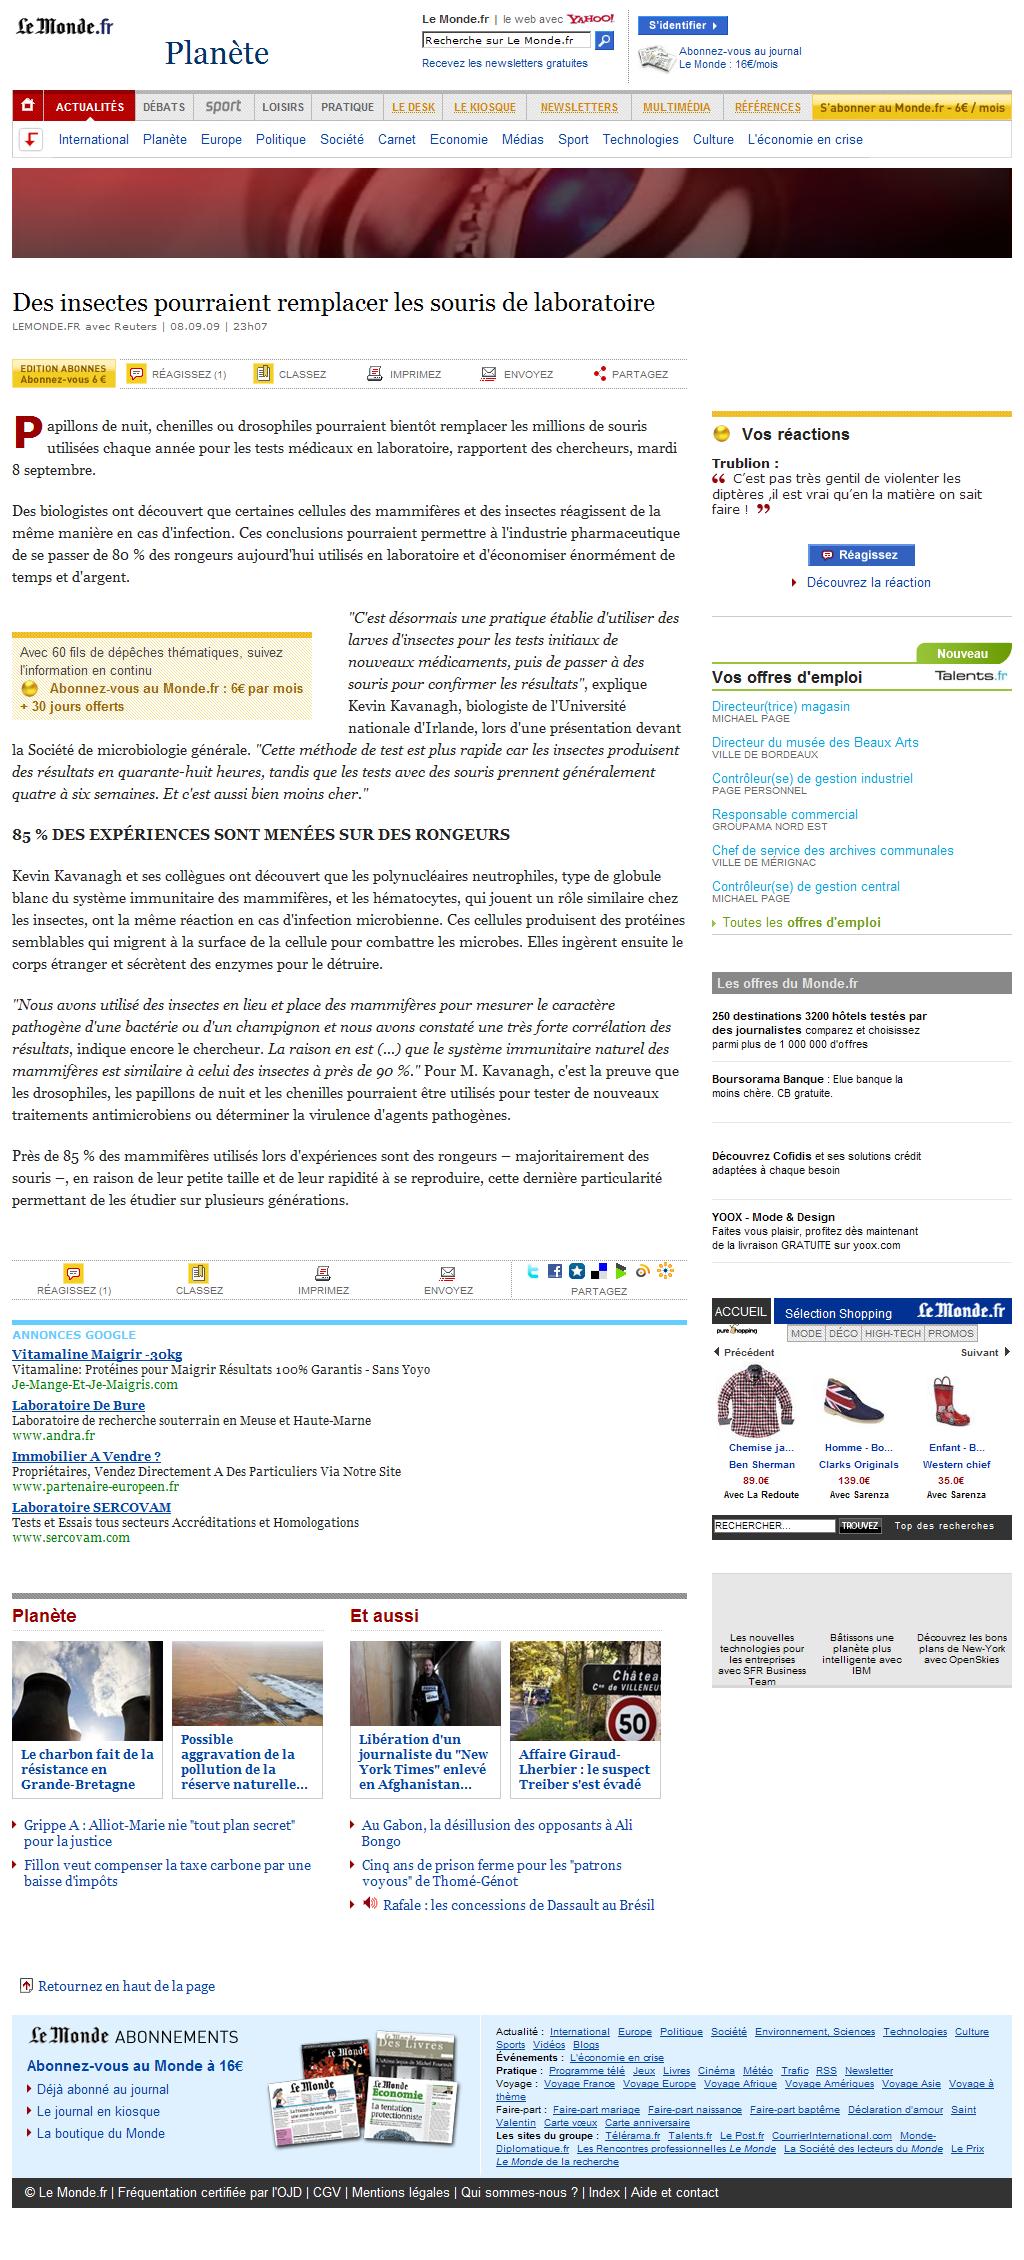 Le Monde.fr
Planète
Le Monde.fr | le web avec YAHOO!
Recherche sur Le Monde.fr
Recevez les newsletters gratuites
S'identifier
Abonnez-vous au journal
Le Monde : 16€/mois
ACTUALITÉS DÉBATS sport LOISIRS PRATIQUE LE DESK LE KIOSQUE NEWSLETTERS MULTIMÉDIA RÉFÉRENCES S'abonner au Monde.fr - 6€ / mois
International Planète Europe Politique Société Carnet Economie Médias Sport Technologies Culture L'économie en crise
Des insectes pourraient remplacer les souris de laboratoire
LEMONDE.FR avec Reuters | 08.09.09 | 23h07
EDITION ABONNES
Abonnez-vous 6 €
RÉAGISSEZ (1) CLASSEZ IMPRIMEZ ENVOYEZ PARTAGEZ
Papillons de nuit, chenilles ou drosophiles pourraient bientôt remplacer les millions de souris
utilisées chaque année pour les tests médicaux en laboratoire, rapportent des chercheurs, mardi
8 septembre.
Des biologistes ont découvert que certaines cellules des mammifères et des insectes réagissent de la
même manière en cas d'infection. Ces conclusions pourraient permettre à l'industrie pharmaceutique
de se passer de 80 % des rongeurs aujourd'hui utilisés en laboratoire et d'économiser énormément de
temps et d'argent.
Avec 60 fils de dépêches thématiques, suivez
l'information en continu
Abonnez-vous au Monde.fr : 6€ par mois
+ 30 jours offerts
"C'est désormais une pratique établie d'utiliser des
larves d'insectes pour les tests initiaux de
nouveaux médicaments, puis de passer à des
souris pour confirmer les résultats", explique
Kevin Kavanagh, biologiste de l'Université
nationale d'Irlande, lors d'une présentation devant
la Société de microbiologie générale. "Cette méthode de test est plus rapide car les insectes produisent
des résultats en quarante-huit heures, tandis que les tests avec des souris prennent généralement
quatre à six semaines. Et c'est aussi bien moins cher."
85 % DES EXPÉRIENCES SONT MENÉES SUR DES RONGEURS
Kevin Kavanagh et ses collègues ont découvert que les polynucléaires neutrophiles, type de globule
blanc du système immunitaire des mammifères, et les hématocytes, qui jouent un rôle similaire chez
les insectes, ont la même réaction en cas d'infection microbienne. Ces cellules produisent des protéines
semblables qui migrent à la surface de la cellule pour combattre les microbes. Elles ingèrent ensuite le
corps étranger et sécrètent des enzymes pour le détruire.
"Nous avons utilisé des insectes en lieu et place des mammifères pour mesurer le caractère
pathogène d'une bactérie ou d'un champignon et nous avons constaté une très forte corrélation des
résultats, indique encore le chercheur. La raison en est (...) que le système immunitaire naturel des
mammifères est similaire à celui des insectes à près de 90 %." Pour M. Kavanagh, c'est la preuve que
les drosophiles, les papillons de nuit et les chenilles pourraient être utilisés pour tester de nouveaux
traitements antimicrobiens ou déterminer la virulence d'agents pathogènes.
Près de 85 % des mammifères utilisés lors d'expériences sont des rongeurs – majoritairement des
souris –, en raison de leur petite taille et de leur rapidité à se reproduire, cette dernière particularité
permettant de les étudier sur plusieurs générations.
RÉAGISSEZ (1) CLASSEZ IMPRIMEZ ENVOYEZ PARTAGEZ
ANNONCES GOOGLE
Vitamaline Maigrir -30kg
Vitamaline: Protéines pour Maigrir Résultats 100% Garantis - Sans Yoyo
Je-Mange-Et-Je-Maigris.com
Laboratoire De Bure
Laboratoire de recherche souterrain en Meuse et Haute-Marne
www.andra.fr
Immobilier A Vendre ?
Propriétaires, Vendez Directement A Des Particuliers Via Notre Site
www.partenaire-europeen.fr
Laboratoire SERCOVAM
Tests et Essais tous secteurs Accréditations et Homologations
www.sercovam.com
Vos réactions
Trublion :
“ C'est pas très gentil de violenter les
diptères ,il est vrai qu'en la matière on sait
faire ! ”
Réagissez
Découvrez la réaction
Nouveau
Vos offres d'emploi Talents.fr
Directeur(trice) magasin
MICHAEL PAGE
Directeur du musée des Beaux Arts
VILLE DE BORDEAUX
Contrôleur(se) de gestion industriel
PAGE PERSONNEL
Responsable commercial
GROUPAMA NORD EST
Chef de service des archives communales
VILLE DE MÉRIGNAC
Contrôleur(se) de gestion central
MICHAEL PAGE
Toutes les offres d'emploi
Les offres du Monde.fr
250 destinations 3200 hôtels testés par
des journalistes comparez et choisissez
parmi plus de 1 000 000 d'offres
Boursorama Banque : Elue banque la
moins chère. CB gratuite.
Découvrez Cofidis et ses solutions crédit
adaptées à chaque besoin
YOOX - Mode & Design
Faites vous plaisir, profitez dès maintenant
de la livraison GRATUITE sur yoox.com
ACCUEIL Sélection Shopping Le Monde.fr
pure shopping MODE DÉCO HIGH-TECH PROMOS
Précédent Suivant
Chemise ja... Homme - Bo... Enfant - B...
Ben Sherman Clarks Originals Western chief
89.0€ 139.0€ 35.0€
Avec La Redoute Avec Sarenza Avec Sarenza
RECHERCHER... TROUVEZ Top des recherches
Les nouvelles
technologies pour
les entreprises
avec SFR Business
Team
Bâtissons une
planète plus
intelligente avec
IBM
Découvrez les bons
plans de New-York
avec OpenSkies
Planète
Le charbon fait de la
résistance en
Grande-Bretagne
Possible
aggravation de la
pollution de la
réserve naturelle...
Grippe A : Alliot-Marie nie "tout plan secret"
pour la justice
Fillon veut compenser la taxe carbone par une
baisse d'impôts
Et aussi
Libération d'un
journaliste du "New
York Times" enlevé
en Afghanistan...
Châtea
Cne DE VILLENEU
50
Affaire Giraud-
Lherbier : le suspect
Treiber s'est évadé
Au Gabon, la désillusion des opposants à Ali
Bongo
Cinq ans de prison ferme pour les "patrons
voyous" de Thomé-Génot
Rafale : les concessions de Dassault au Brésil
Retournez en haut de la page
Le Monde ABONNEMENTS
Abonnez-vous au Monde à 16€
Déjà abonné au journal
Le journal en kiosque
La boutique du Monde
Des Livres
Le Monde
Le Monde
Economie
La tentation
protectionniste
Actualité : International Europe Politique Société Environnement, Sciences Technologies Culture
Sports Vidéos Blogs
Événements : L'économie en crise
Pratique : Programme télé Jeux Livres Cinéma Météo Trafic RSS Newsletter
Voyage : Voyage France Voyage Europe Voyage Afrique Voyage Amériques Voyage Asie Voyage à
thème
Faire-part : Faire-part mariage Faire-part naissance Faire-part baptême Déclaration d'amour Saint
Valentin Carte vœux Carte anniversaire
Les sites du groupe : Télérama.fr Talents.fr Le Post.fr CourrierInternational.com Monde-
Diplomatique.fr Les Rencontres professionnelles Le Monde La Société des lecteurs du Monde Le Prix
Le Monde de la recherche
© Le Monde.fr | Fréquentation certifiée par l'OJD | CGV | Mentions légales | Qui sommes-nous ? | Index | Aide et contact